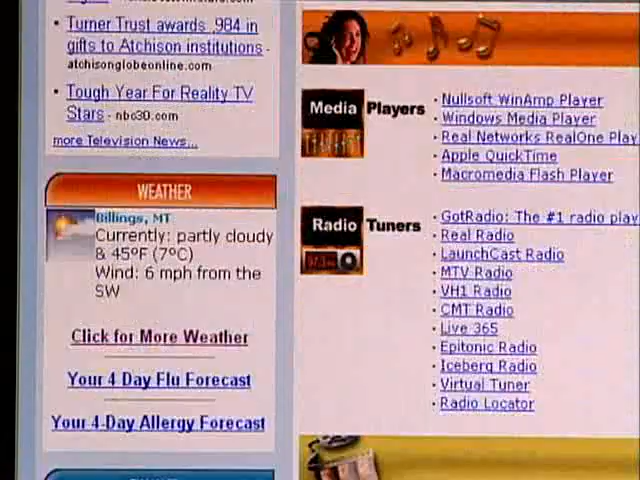 Turner Trust awards ,984 in
gifts to Atchison institutions -
atchisonglobeonline.com
Tough Year For Reality TV
Stars - nbc30.com
more Television News...
WEATHER
Billings, MT
Currently: partly cloudy
& 45ºF (7ºC)
Wind: 6 mph from the
SW
Click for More Weather
Your 4 Day Flu Forecast
Your 4-Day Allergy Forecast
Media Players
Nullsoft WinAmp Player
Windows Media Player
Real Networks RealOne Play
Apple QuickTime
Macromedia Flash Player
Radio Tuners
GotRadio: The #1 radio play
Real Radio
LaunchCast Radio
MTV Radio
VH1 Radio
CMT Radio
Live 365
Epitonic Radio
Iceberg Radio
Virtual Tuner
Radio Locator